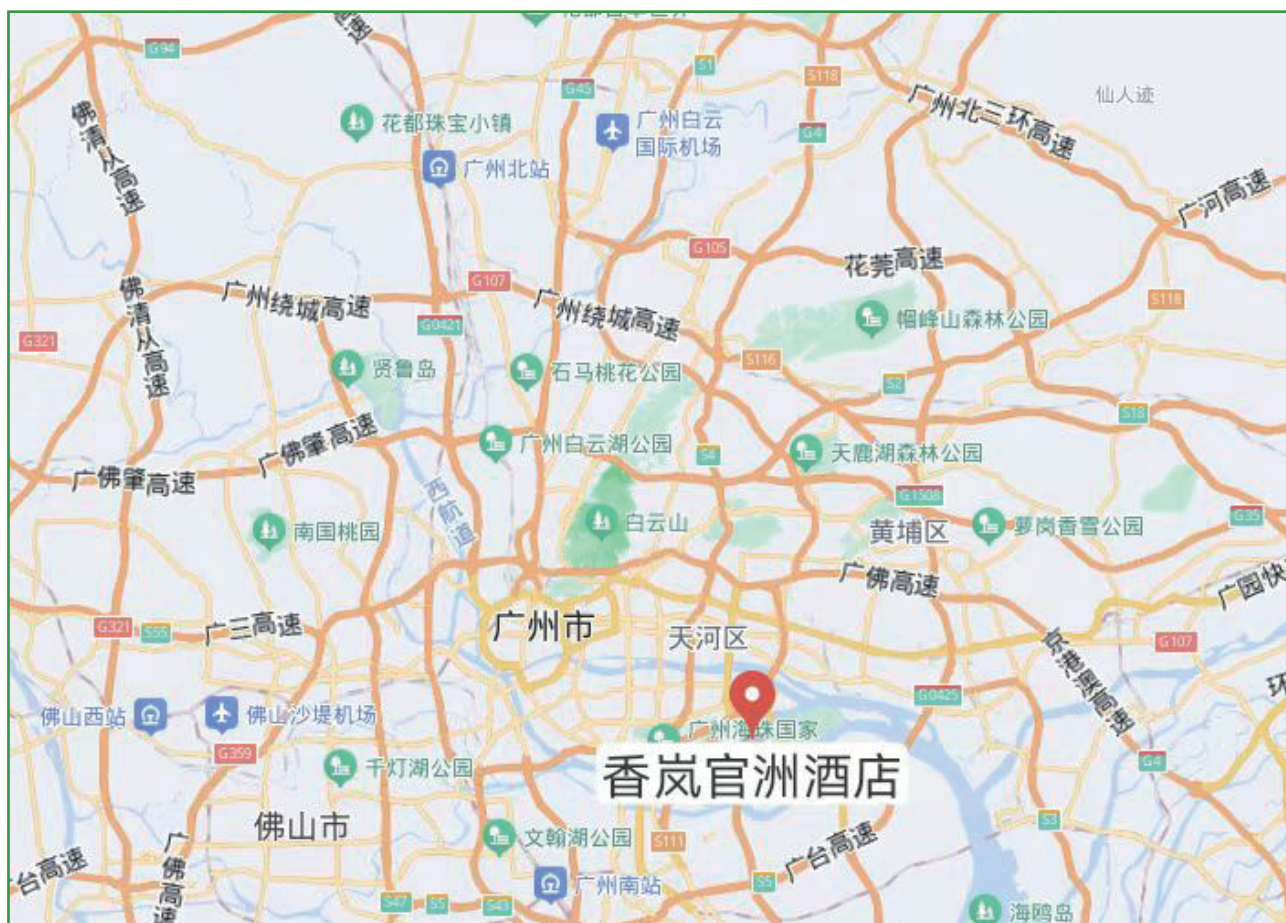 G94
G45
S1
S118
仙人迹
佛清从高速
花都珠宝小镇
广州白云
国际机场
G4
广州北三环高速
广州北站
广河高速
G105
花莞高速
佛清从高速
广州绕城高速
G107
广州绕城高速
S118
G321
G0421
帽峰山森林公园
贤鲁岛
石马桃花公园
S116
S2
S18
广佛肇高速
广佛肇高速
广州白云湖公园
S4
天鹿湖森林公园
西航道
G1508
南国桃园
白云山
黄埔区
萝岗香雪公园
G35
广佛高速
广园快
G321
S55
广三高速
广州市
天河区
京港澳高速
G107
佛山西站
佛山沙堤机场
G0425
环
G359
千灯湖公园
广州海珠国家
香岚官洲酒店
G4
佛山市
文翰湖公园
S111
S3
台高速
广佛高速
广州南站
广台高速
S5
S47
S5
S43
海鸥岛